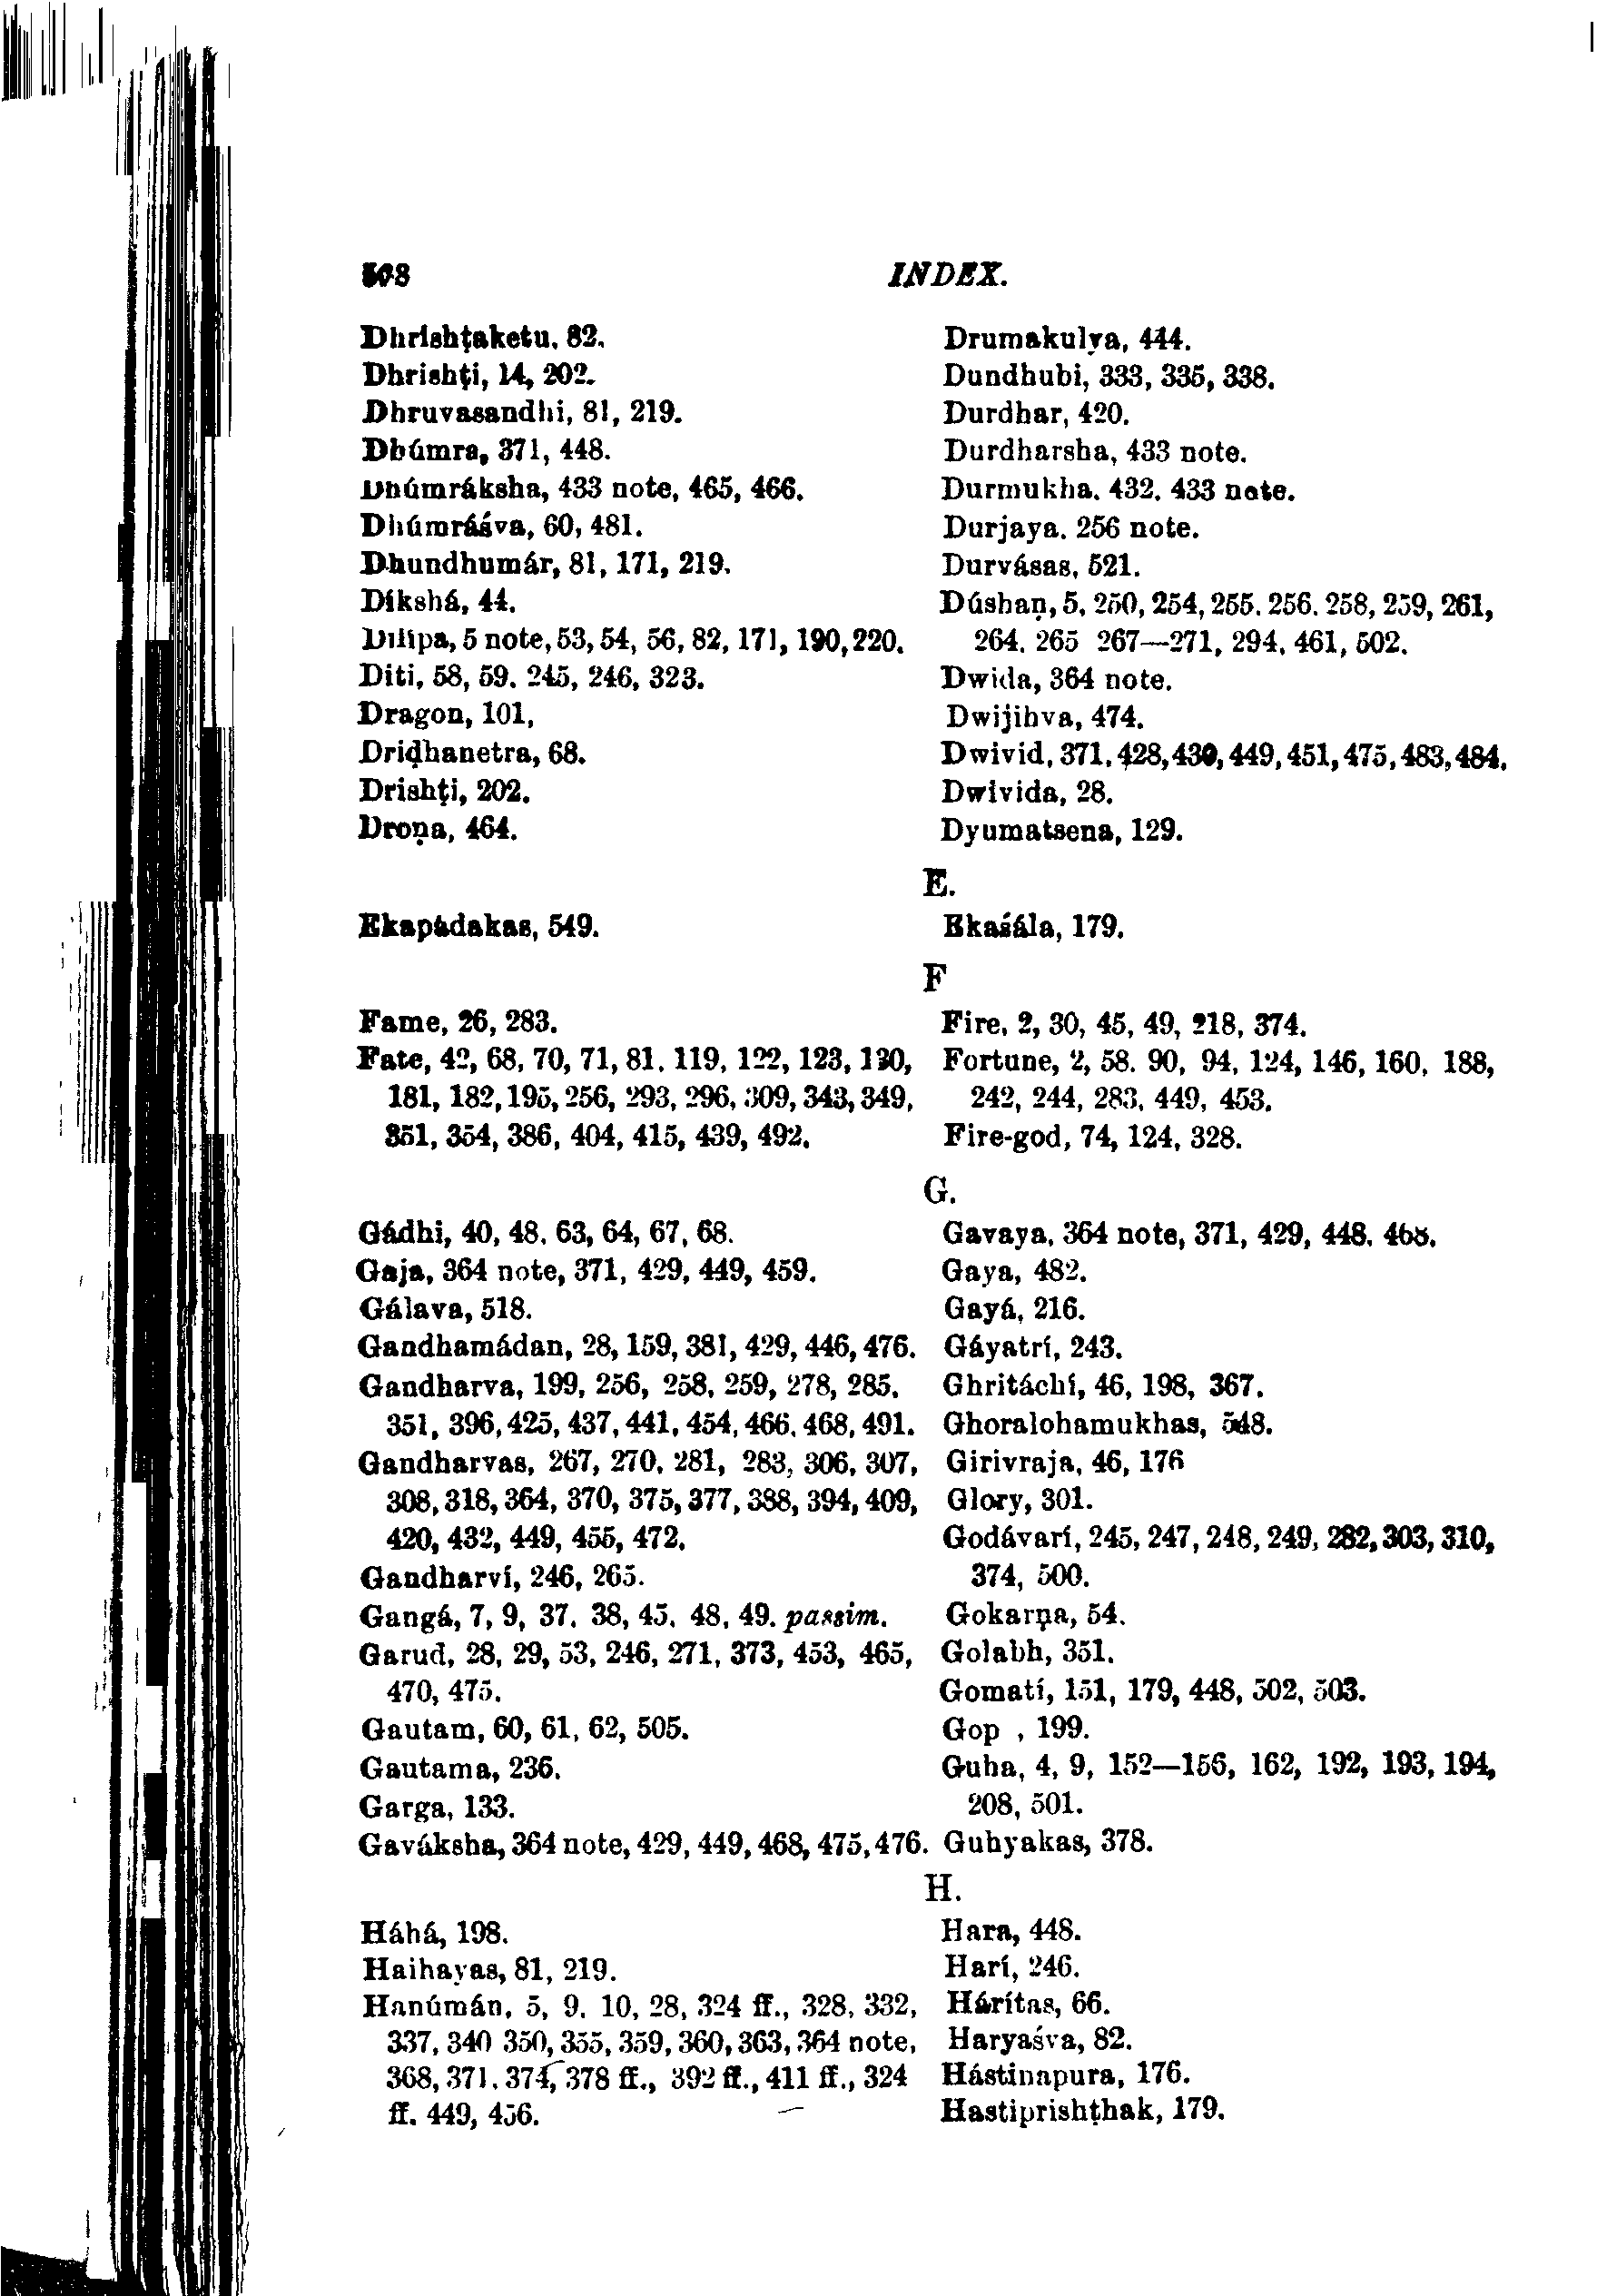 INDEX.
Dhrishṭaketu, 82.
Dhrishṭi, 14, 202.
Dhruvasandhi, 81, 219.
Dhúmra, 371, 448.
Dhúmráksha, 433 note, 465, 466.
Dhúmráśva, 60, 481.
Dhundhumár, 81, 171, 219.
Díkshá, 44.
Dilípa, 5 note, 53, 54, 56, 82, 171, 190, 220.
Diti, 58, 59. 245, 246, 323.
Dragon, 101,
Driḍhanetra, 68.
Drishṭi, 202.
Droṇa, 464.
Drumakulya, 444.
Dundhubi, 333, 335, 338.
Durdhar, 420.
Durdharsha, 433 note.
Durmukha. 432. 433 note.
Durjaya. 256 note.
Durvásas, 521.
Dúshaṇ, 5, 250, 254, 255. 256. 258, 259, 261,
264. 265 267—271, 294, 461, 502.
Dwida, 364 note.
Dwijihva, 474.
Dwivid, 371, 428, 430, 449, 451, 475, 483, 484.
Dwivida, 28.
Dyumatsena, 129.
E.
Ekapádakas, 549.
Ekaśála, 179.
F
Fame, 26, 283.
Fate, 42, 68, 70, 71, 81. 119, 122, 123, 130,
181, 182, 195, 256, 293, 296, 309, 343, 349,
351, 354, 386, 404, 415, 439, 492.
Fire, 2, 30, 45, 49, 218, 374.
Fortune, 2, 58. 90, 94, 124, 146, 160, 188,
242, 244, 283, 449, 453.
Fire-god, 74, 124, 328.
G.
Gádhi, 40, 48, 63, 64, 67, 68.
Gaja, 364 note, 371, 429, 449, 459.
Gálava, 518.
Gandhamádan, 28, 159, 381, 429, 446, 476.
Gandharva, 199, 256, 258, 259, 278, 285.
351, 396, 425, 437, 441, 454, 466, 468, 491.
Gandharvas, 267, 270, 281, 283, 306, 307,
308, 318, 364, 370, 375, 377, 388, 394, 409,
420, 432, 449, 455, 472.
Gandharví, 246, 265.
Gangá, 7, 9, 37. 38, 45, 48, 49. passim.
Garuḍ, 28, 29, 53, 246, 271, 373, 453, 465,
470, 475.
Gautam, 60, 61, 62, 505.
Gautama, 236.
Garga, 133.
Gaváksha, 364 note, 429, 449, 468, 475, 476.
Gavaya, 364 note, 371, 429, 448, 468.
Gaya, 482.
Gayá, 216.
Gáyatrí, 243.
Ghritáchí, 46, 198, 367.
Ghoralohamukhas, 548.
Girivraja, 46, 176
Glory, 301.
Godávarí, 245, 247, 248, 249, 282, 303, 310,
374, 500.
Gokarṇa, 54.
Golabh, 351.
Gomatí, 151, 179, 448, 502, 503.
Gop , 199.
Guha, 4, 9, 152—156, 162, 192, 193, 194,
208, 501.
Guhyakas, 378.
H.
Háhá, 198.
Haihayas, 81, 219.
Hanúmán, 5, 9. 10, 28, 324 ff., 328, 332,
337, 340 350, 355, 359, 360, 363, 364 note,
368, 371. 374, 378 ff., 392 ff., 411 ff., 324
ff. 449, 456.
Hara, 448.
Harí, 246.
Hárítas, 66.
Haryaśva, 82.
Hástinapura, 176.
Hastiprishṭhak, 179.